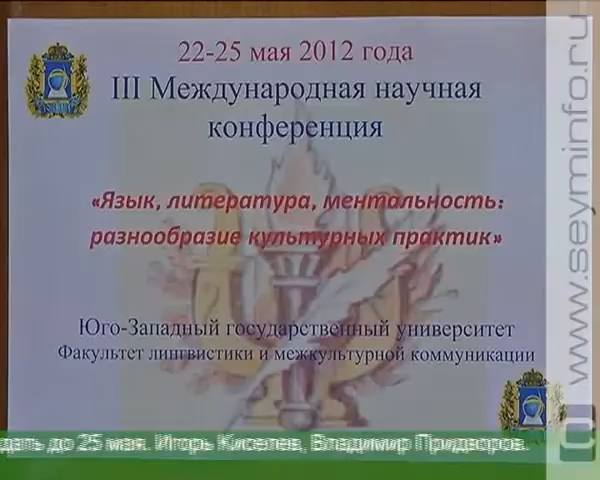 22-25 мая 2012 года
III Международная научная
конференция
«Язык, литература, ментальность:
разнообразие культурных практик»
Юго-Западный государственный университет
Факультет лингвистики и межкультурной коммуникации
до 25 мая. Игорь Киселев, Владимир Придворов.
www.seyminfo.ru